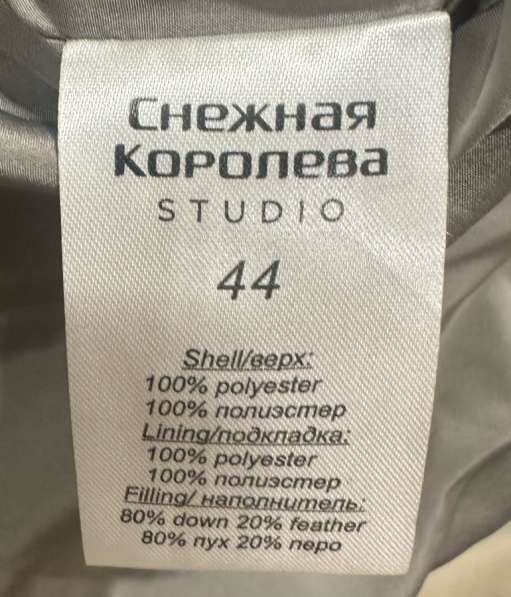 Снежная
Королева
STUDIO
44
Shell/верх:
100% polyester
100% полиэстер
Lining/подкладка:
100% polyester
100% полиэстер
Filling/ наполнитель:
80% down 20% feather
80% пух 20% перо